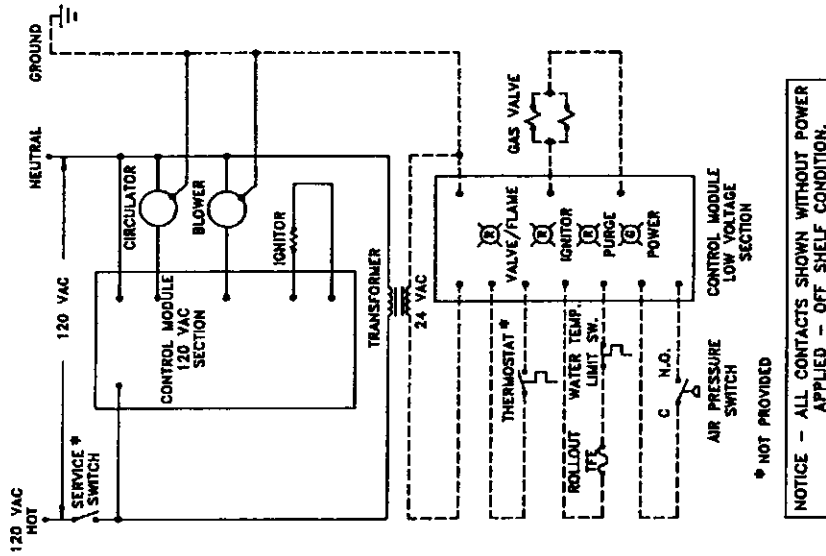 120 VAC
HOT
NEUTRAL
GROUND
120 VAC
SERVICE *
SWITCH
CONTROL MODULE
120 VAC
SECTION
CIRCULATOR
BLOWER
IGNITOR
TRANSFORMER
24 VAC
THERMOSTAT *
ROLLOUT
TFE
WATER TEMP.
LIMIT SW.
C
N.O.
AIR PRESSURE
SWITCH
R
VALVE/FLAME
R
IGNITOR
R
PURGE
G
POWER
GAS VALVE
CONTROL MODULE
LOW VOLTAGE
SECTION
* NOT PROVIDED
NOTICE - ALL CONTACTS SHOWN WITHOUT POWER
APPLIED - OFF SHELF CONDITION.